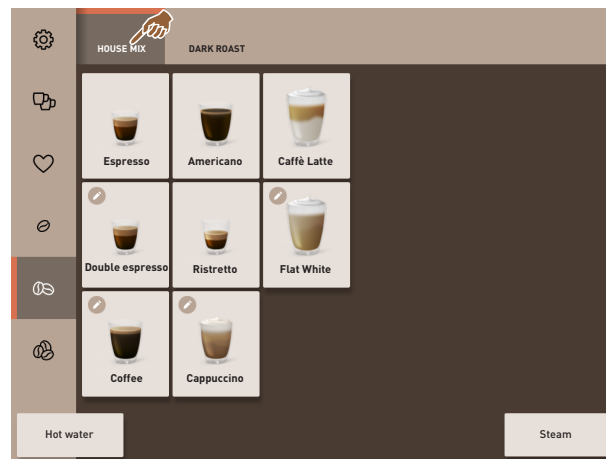 HOUSE MIX
DARK ROAST
Espresso
Americano
Caffè Latte
Double espresso
Ristretto
Flat White
Coffee
Cappuccino
Hot water
Steam